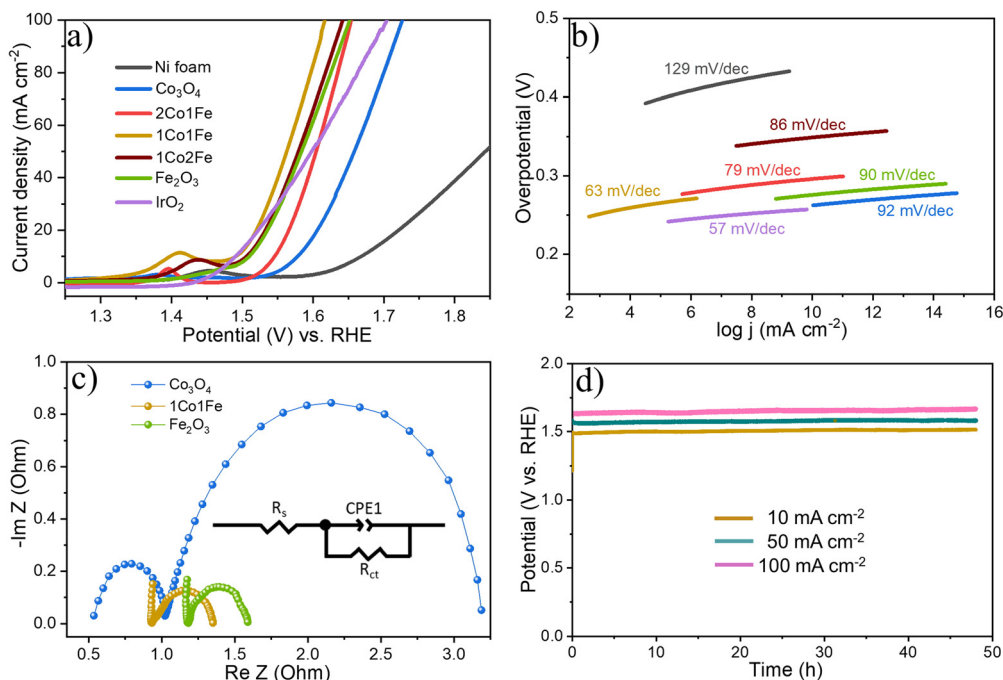 a)
Current density (mA cm⁻²)
100
80
60
40
20
0
Ni foam
Co₃O₄
2Co1Fe
1Co1Fe
1Co2Fe
Fe₂O₃
IrO₂
1.3 1.4 1.5 1.6 1.7 1.8
Potential (V) vs. RHE
b)
Overpotential (V)
0.5
0.4
0.3
0.2
129 mV/dec
86 mV/dec
79 mV/dec
90 mV/dec
63 mV/dec
57 mV/dec
92 mV/dec
2 4 6 8 10 12 14 16
log j (mA cm⁻²)
c)
-Im Z (Ohm)
1.0
0.8
0.6
0.4
0.2
0.0
Co₃O₄
1Co1Fe
Fe₂O₃
Rₛ
CPE1
R꜀ₜ
0.5 1.0 1.5 2.0 2.5 3.0
Re Z (Ohm)
d)
Potential (V vs. RHE)
2.0
1.5
1.0
0.5
0.0
10 mA cm⁻²
50 mA cm⁻²
100 mA cm⁻²
0 10 20 30 40 50
Time (h)